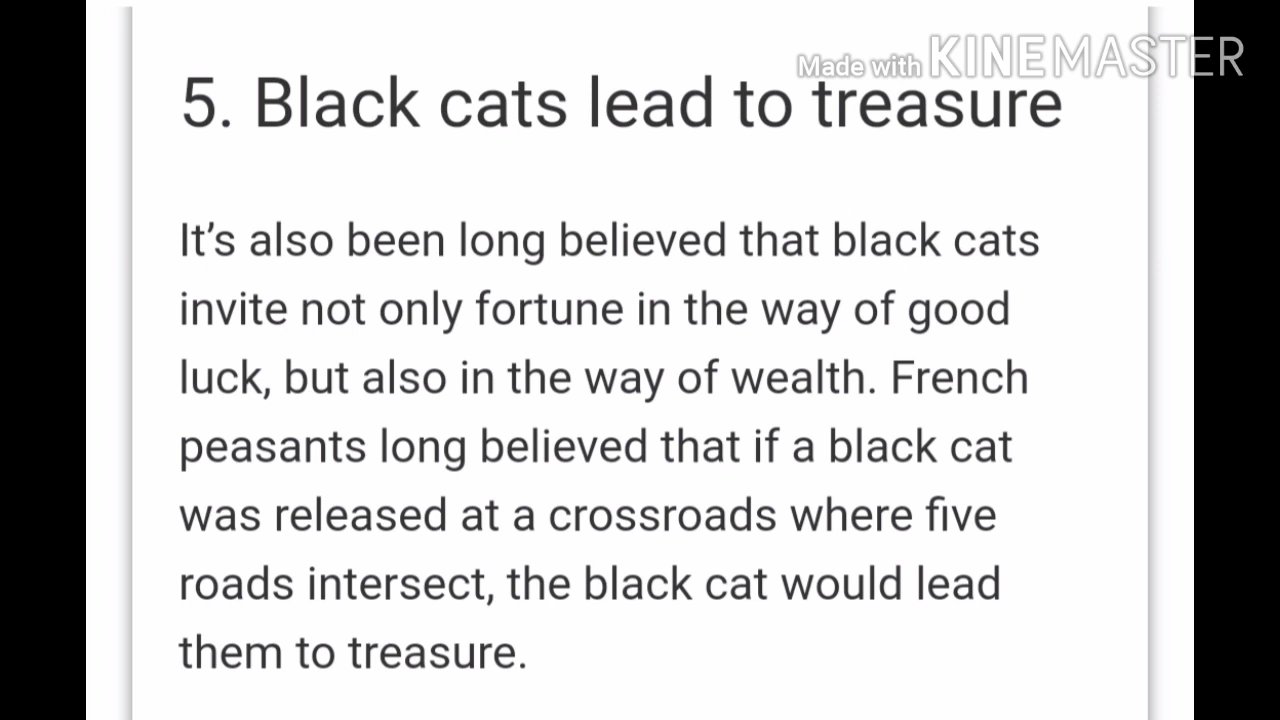 Made with KINEMASTER
5. Black cats lead to treasure
It’s also been long believed that black cats
invite not only fortune in the way of good
luck, but also in the way of wealth. French
peasants long believed that if a black cat
was released at a crossroads where five
roads intersect, the black cat would lead
them to treasure.